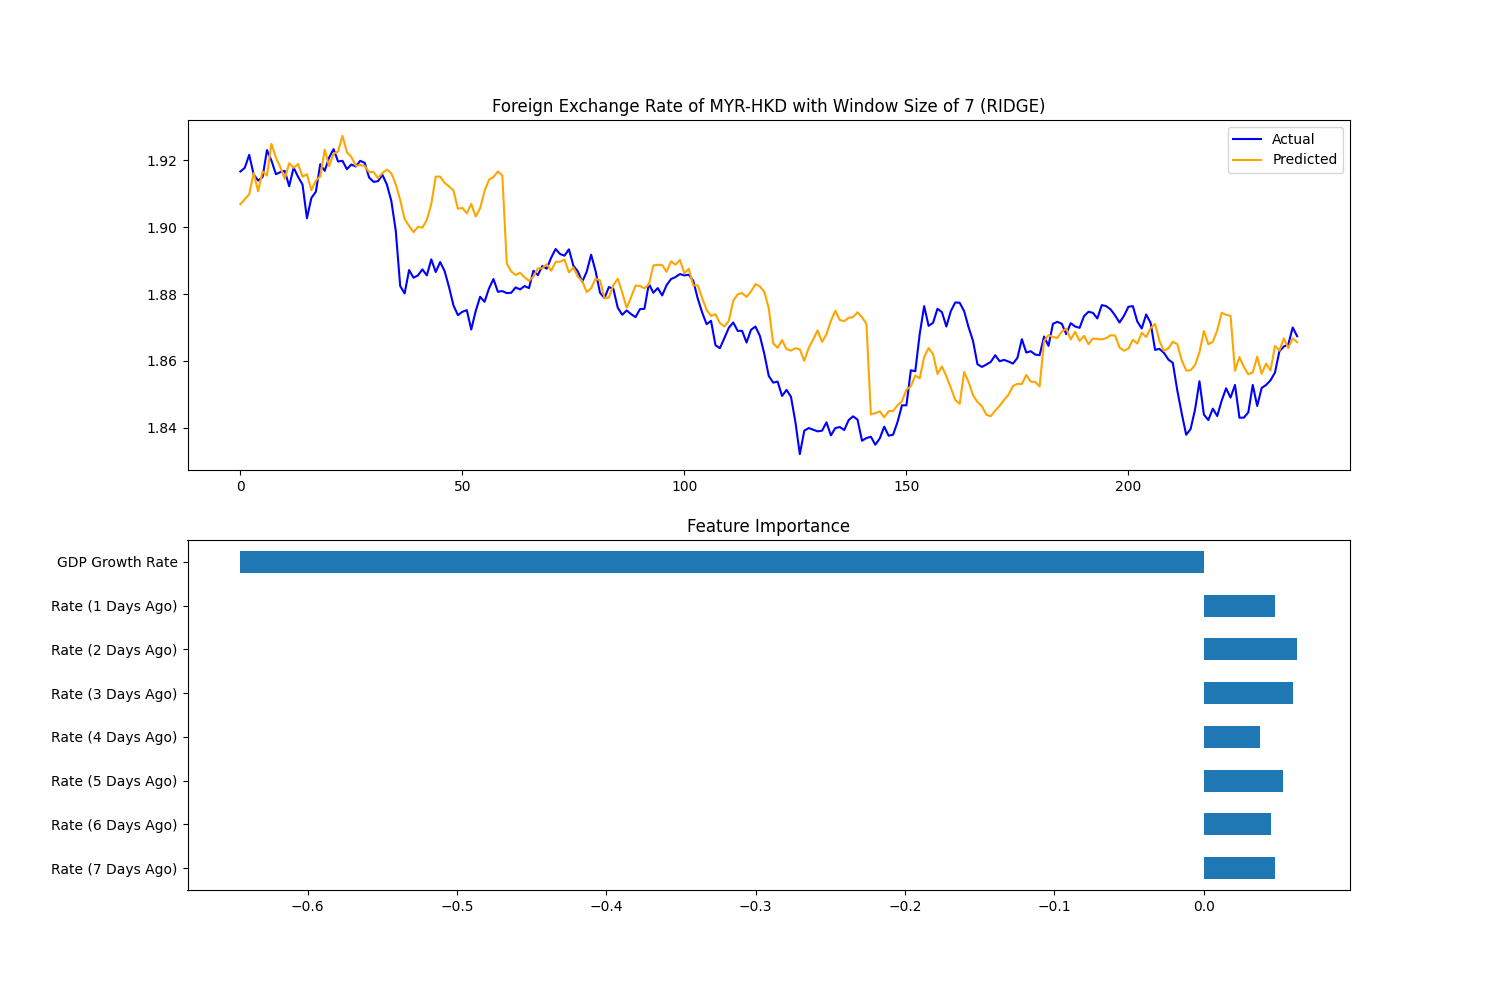 Foreign Exchange Rate of MYR-HKD with Window Size of 7 (RIDGE)
Actual
Predicted
1.92
1.90
1.88
1.86
1.84
0 50 100 150 200
Feature Importance
GDP Growth Rate
Rate (1 Days Ago)
Rate (2 Days Ago)
Rate (3 Days Ago)
Rate (4 Days Ago)
Rate (5 Days Ago)
Rate (6 Days Ago)
Rate (7 Days Ago)
−0.6 −0.5 −0.4 −0.3 −0.2 −0.1 0.0